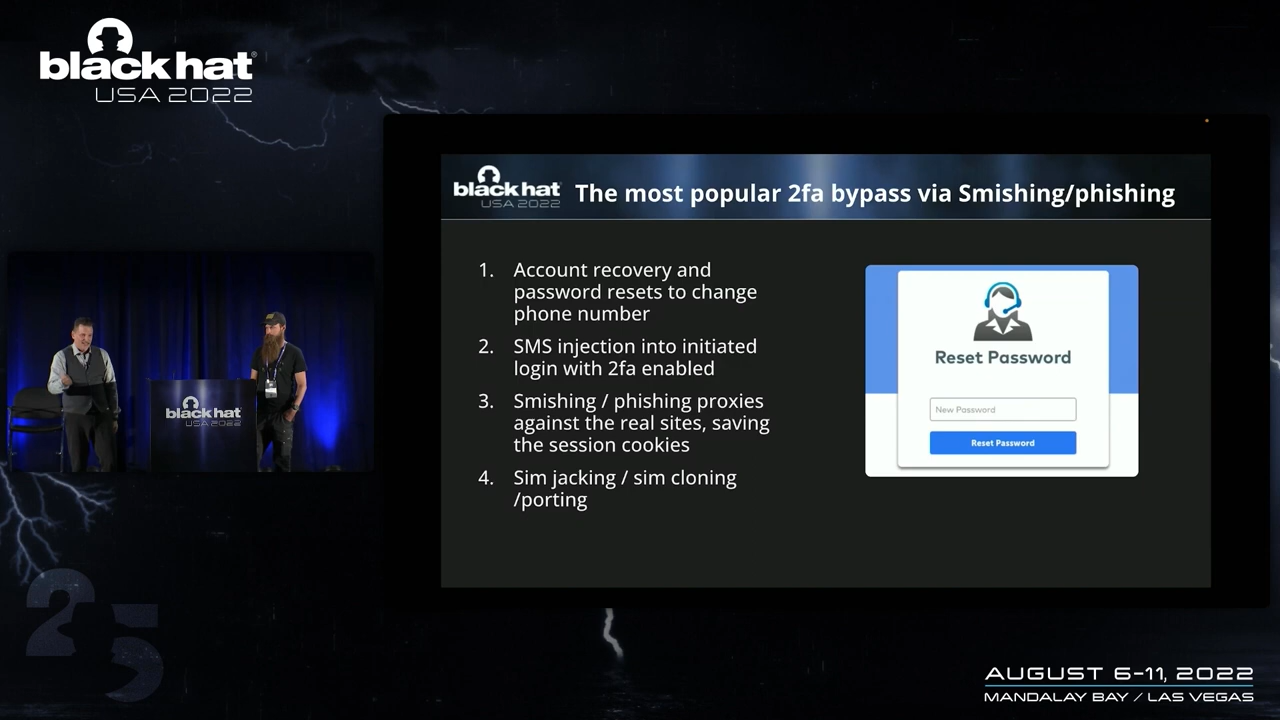 black hat®
USA 2022
black hat
USA 2022
The most popular 2fa bypass via Smishing/phishing
1. Account recovery and
password resets to change
phone number
2. SMS injection into initiated
login with 2fa enabled
3. Smishing / phishing proxies
against the real sites, saving
the session cookies
4. Sim jacking / sim cloning
/porting
Reset Password
New Password
Reset Password
black hat
USA 2022
25
AUGUST 6-11, 2022
MANDALAY BAY / LAS VEGAS